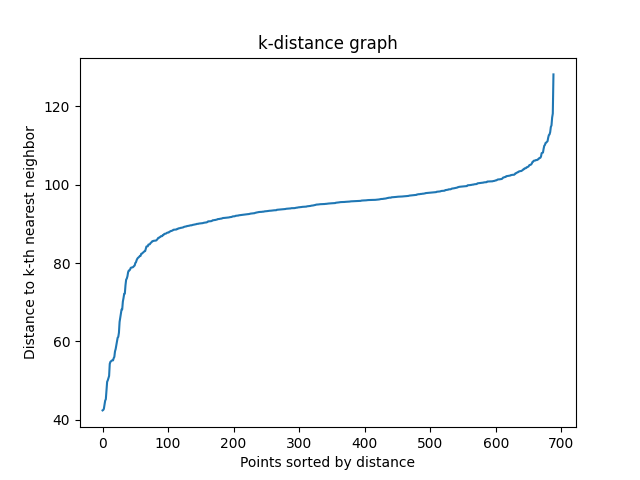 k-distance graph
120
100
80
60
40
Distance to k-th nearest neighbor
0 100 200 300 400 500 600 700
Points sorted by distance